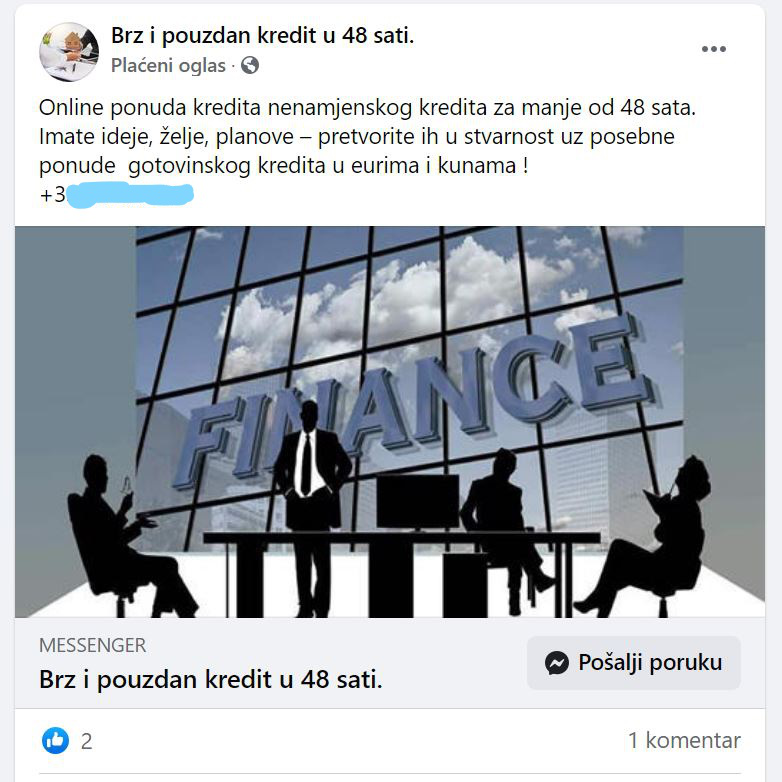 Brz i pouzdan kredit u 48 sati.
Plaćeni oglas ·
Online ponuda kredita nenamjenskog kredita za manje od 48 sata.
Imate ideje, želje, planove – pretvorite ih u stvarnost uz posebne
ponude gotovinskog kredita u eurima i kunama !
+3
FINANCE
MESSENGER
Brz i pouzdan kredit u 48 sati.
Pošalji poruku
2
1 komentar